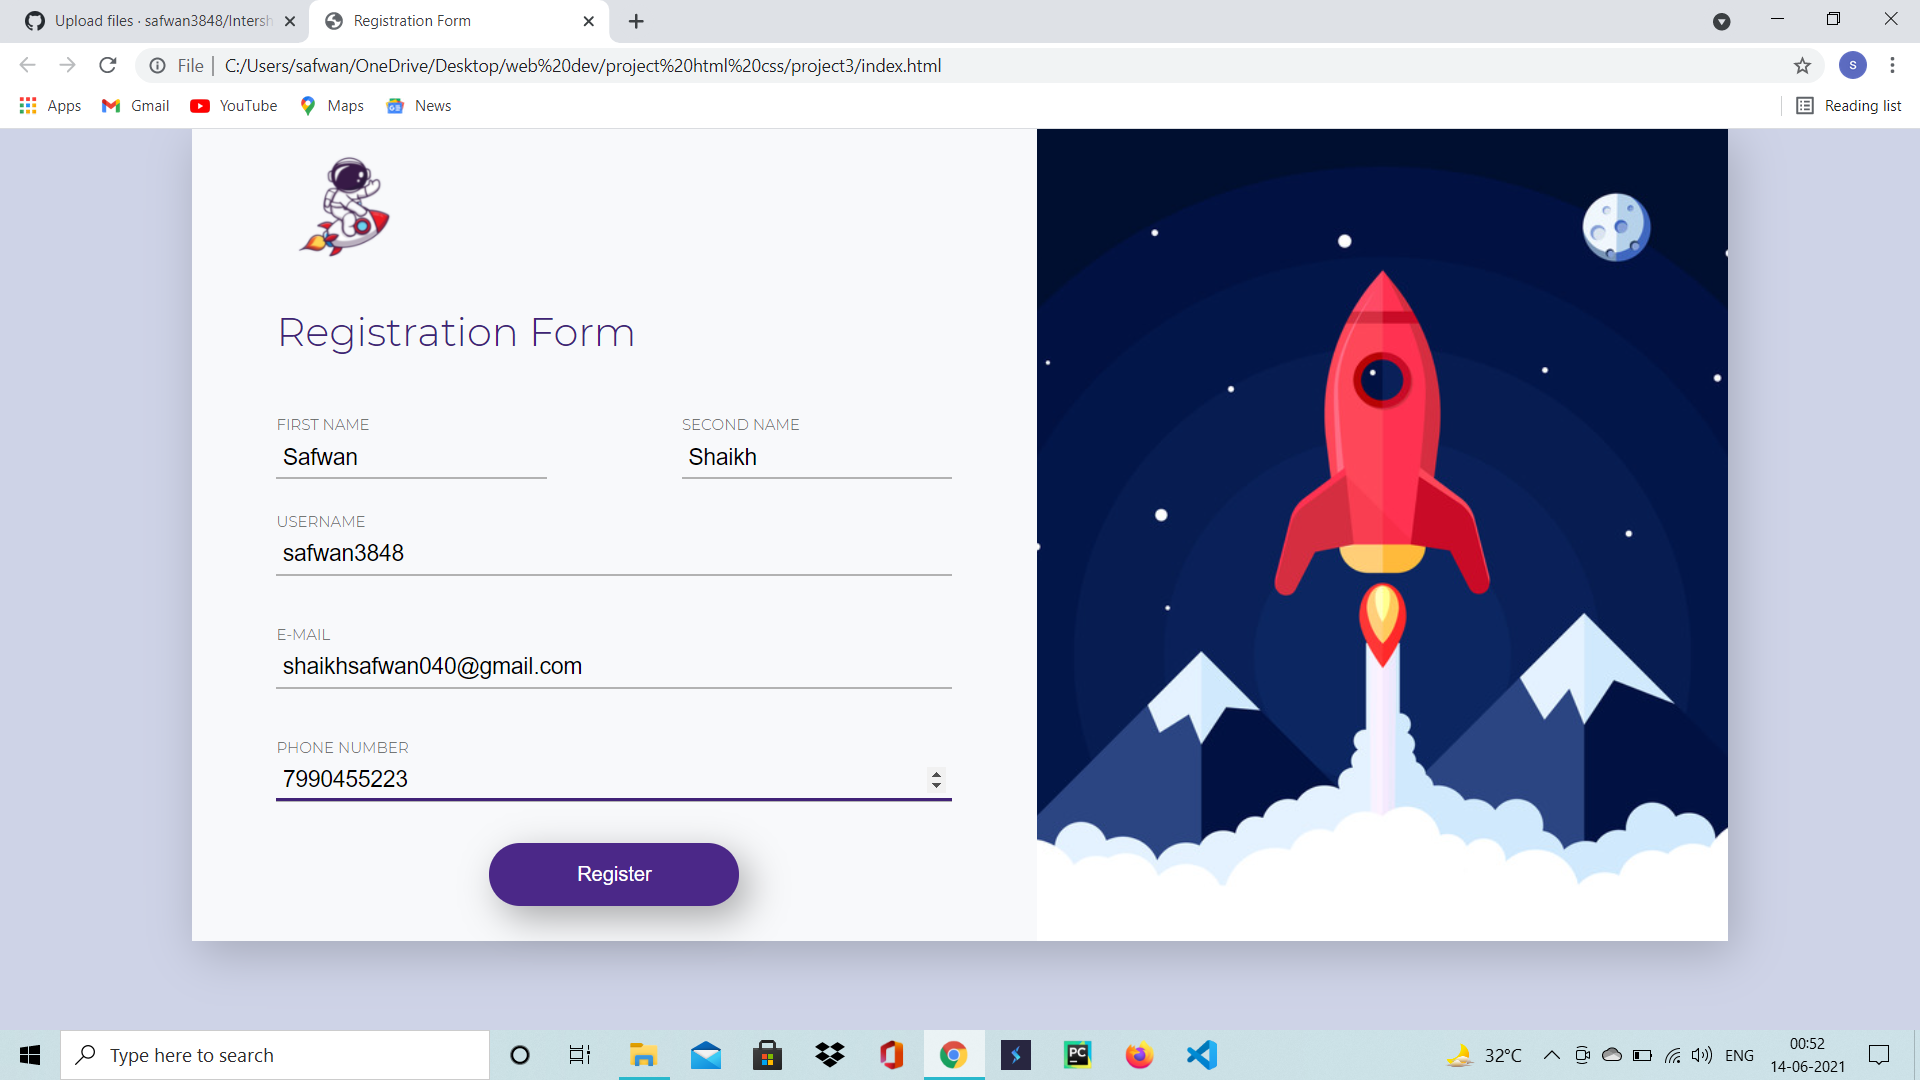 Upload files · safwan3848/Intersh
Registration Form
File
C:/Users/safwan/OneDrive/Desktop/web%20dev/project%20html%20css/project3/index.html
S
Apps
Gmail
YouTube
Maps
News
Reading list
Registration Form
FIRST NAME
SECOND NAME
Safwan
Shaikh
USERNAME
safwan3848
E-MAIL
shaikhsafwan040@gmail.com
PHONE NUMBER
7990455223
Register
Type here to search
PC
32°C
ENG
00:52
14-06-2021